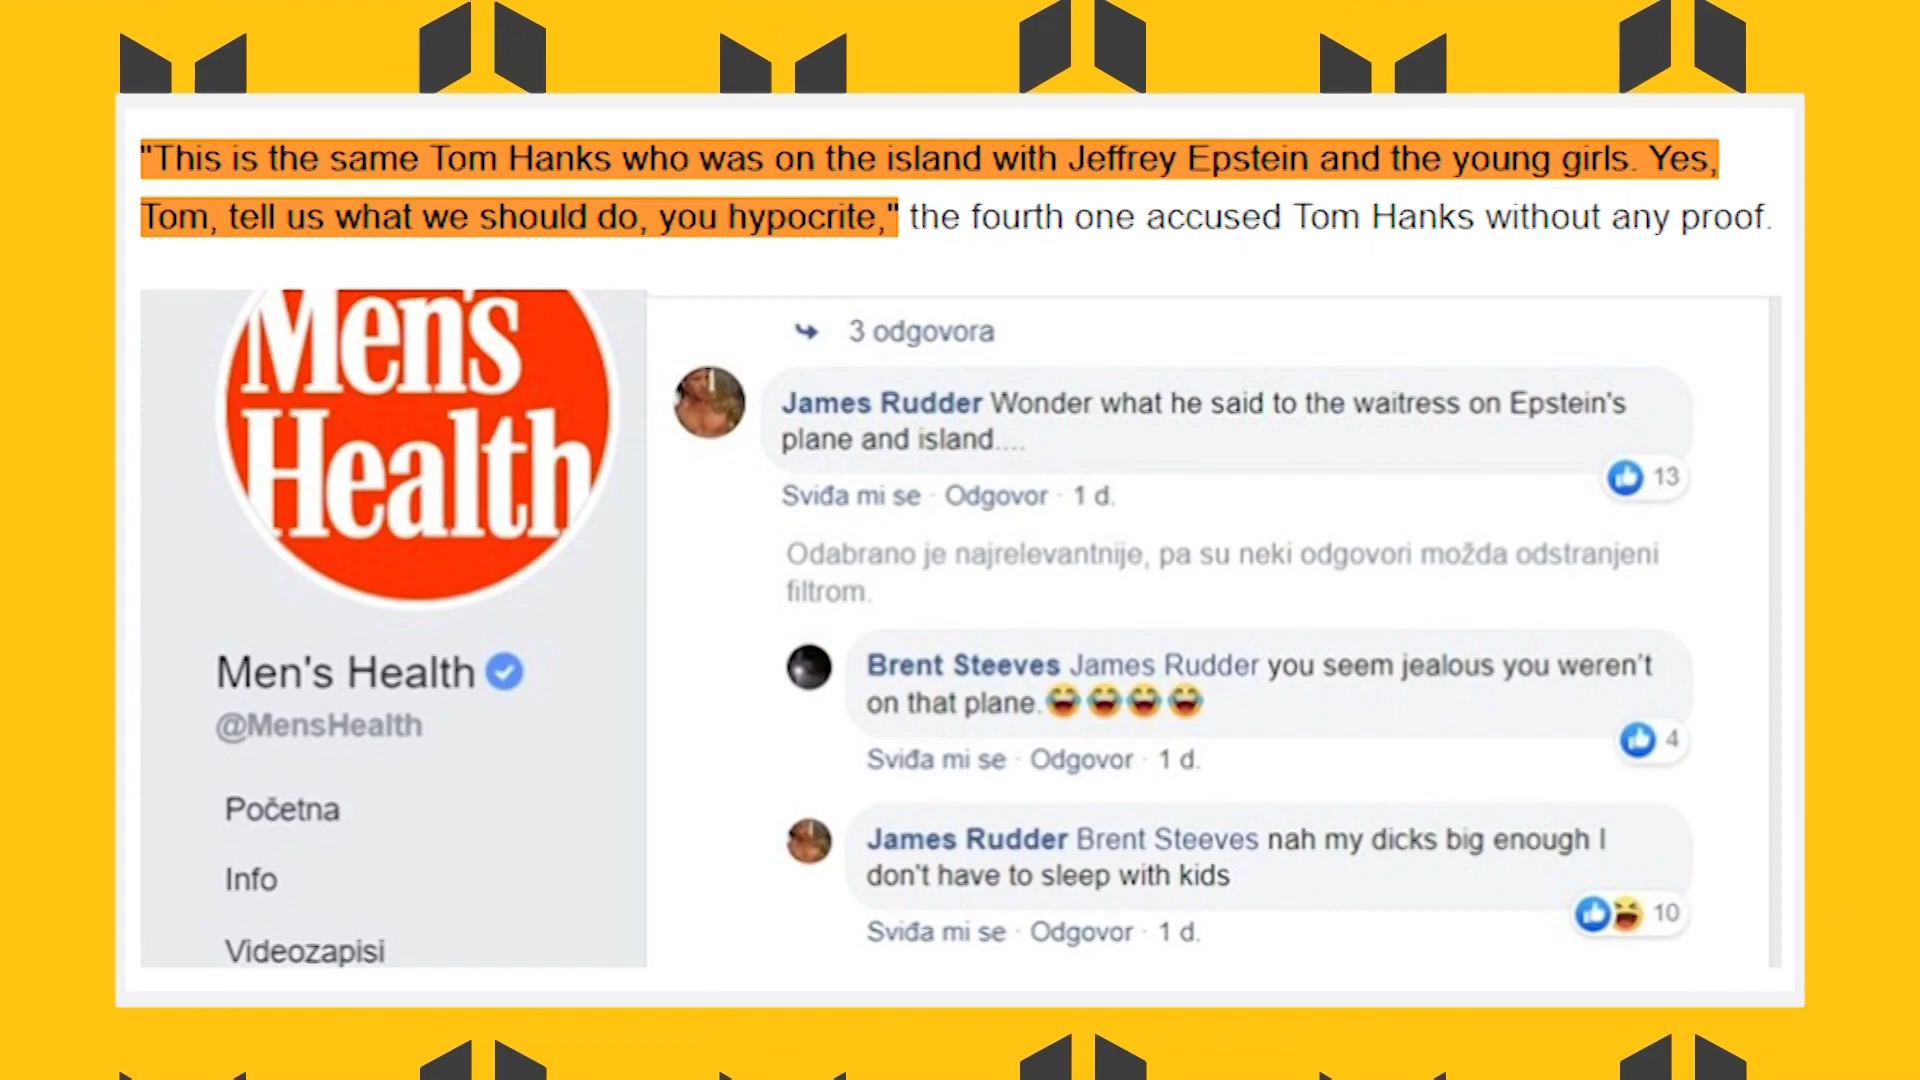 "This is the same Tom Hanks who was on the island with Jeffrey Epstein and the young girls. Yes,
Tom, tell us what we should do, you hypocrite," the fourth one accused Tom Hanks without any proof.
Men's
Health
Men's Health
@MensHealth
Početna
Info
Videozapisi
3 odgovora
James Rudder Wonder what he said to the waitress on Epstein's
plane and island....
13
Sviđa mi se · Odgovor · 1 d.
Odabrano je najrelevantnije, pa su neki odgovori možda odstranjeni
filtrom.
Brent Steeves James Rudder you seem jealous you weren't
on that plane.😂😂😂😂
4
Sviđa mi se · Odgovor · 1 d.
James Rudder Brent Steeves nah my dicks big enough I
don't have to sleep with kids
10
Sviđa mi se · Odgovor · 1 d.